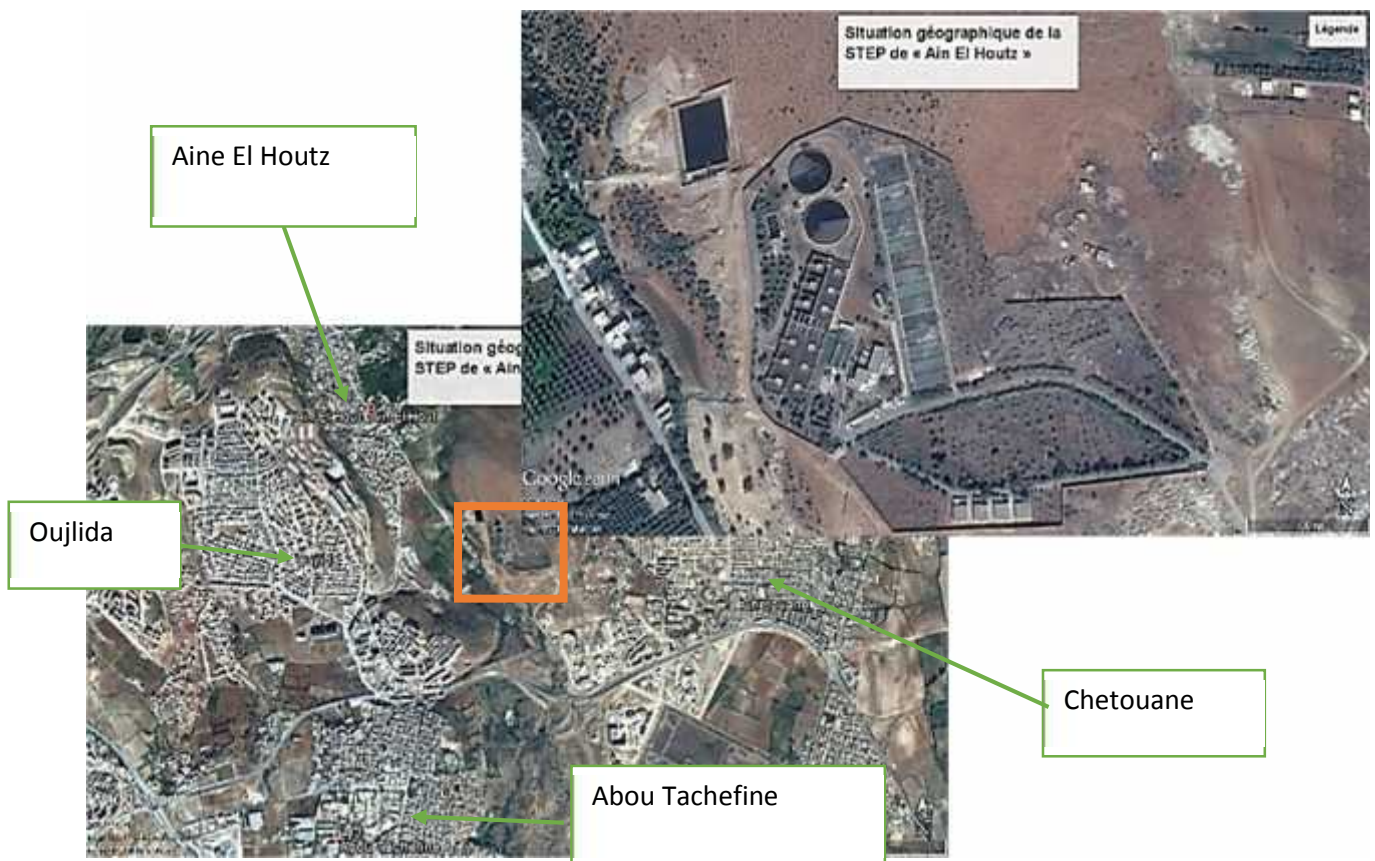 Situation géographique de la
STEP de « Ain El Houtz »
Légende
Aine El Houtz
Situation géog
STEP de « Ain
Google earth
Oujlida
Chetouane
Abou Tachefine